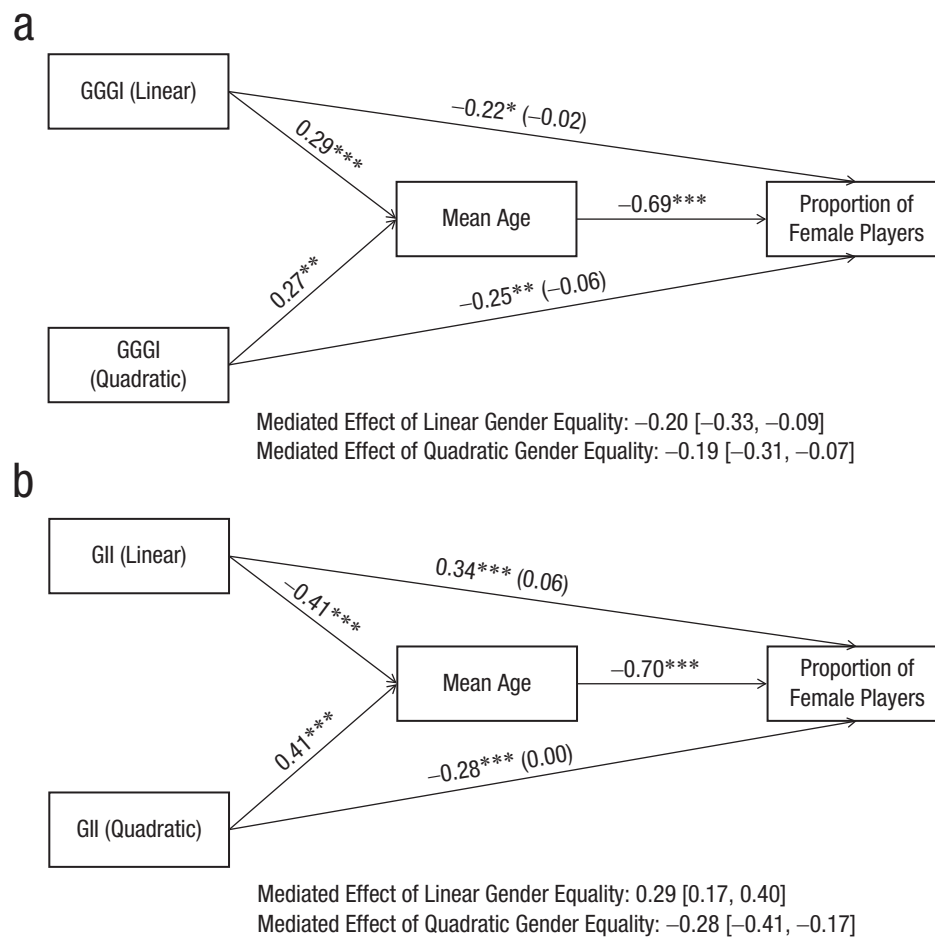 a
GGGI (Linear)
−0.22* (−0.02)
0.29***
Mean Age
−0.69***
Proportion of
Female Players
0.27**
−0.25** (−0.06)
GGGI
(Quadratic)
Mediated Effect of Linear Gender Equality: −0.20 [−0.33, −0.09]
Mediated Effect of Quadratic Gender Equality: −0.19 [−0.31, −0.07]
b
GII (Linear)
0.34*** (0.06)
−0.41***
Mean Age
−0.70***
Proportion of
Female Players
0.41***
−0.28*** (0.00)
GII (Quadratic)
Mediated Effect of Linear Gender Equality: 0.29 [0.17, 0.40]
Mediated Effect of Quadratic Gender Equality: −0.28 [−0.41, −0.17]